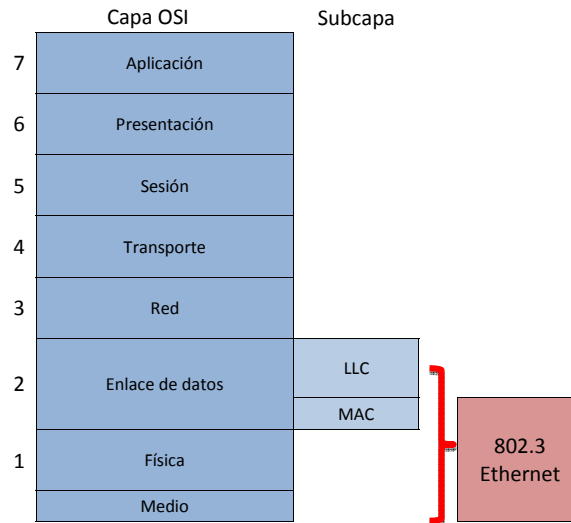 Capa OSI
Subcapa
7
Aplicación
6
Presentación
5
Sesión
4
Transporte
3
Red
2
Enlace de datos
LLC
MAC
1
Física
Medio
802.3
Ethernet